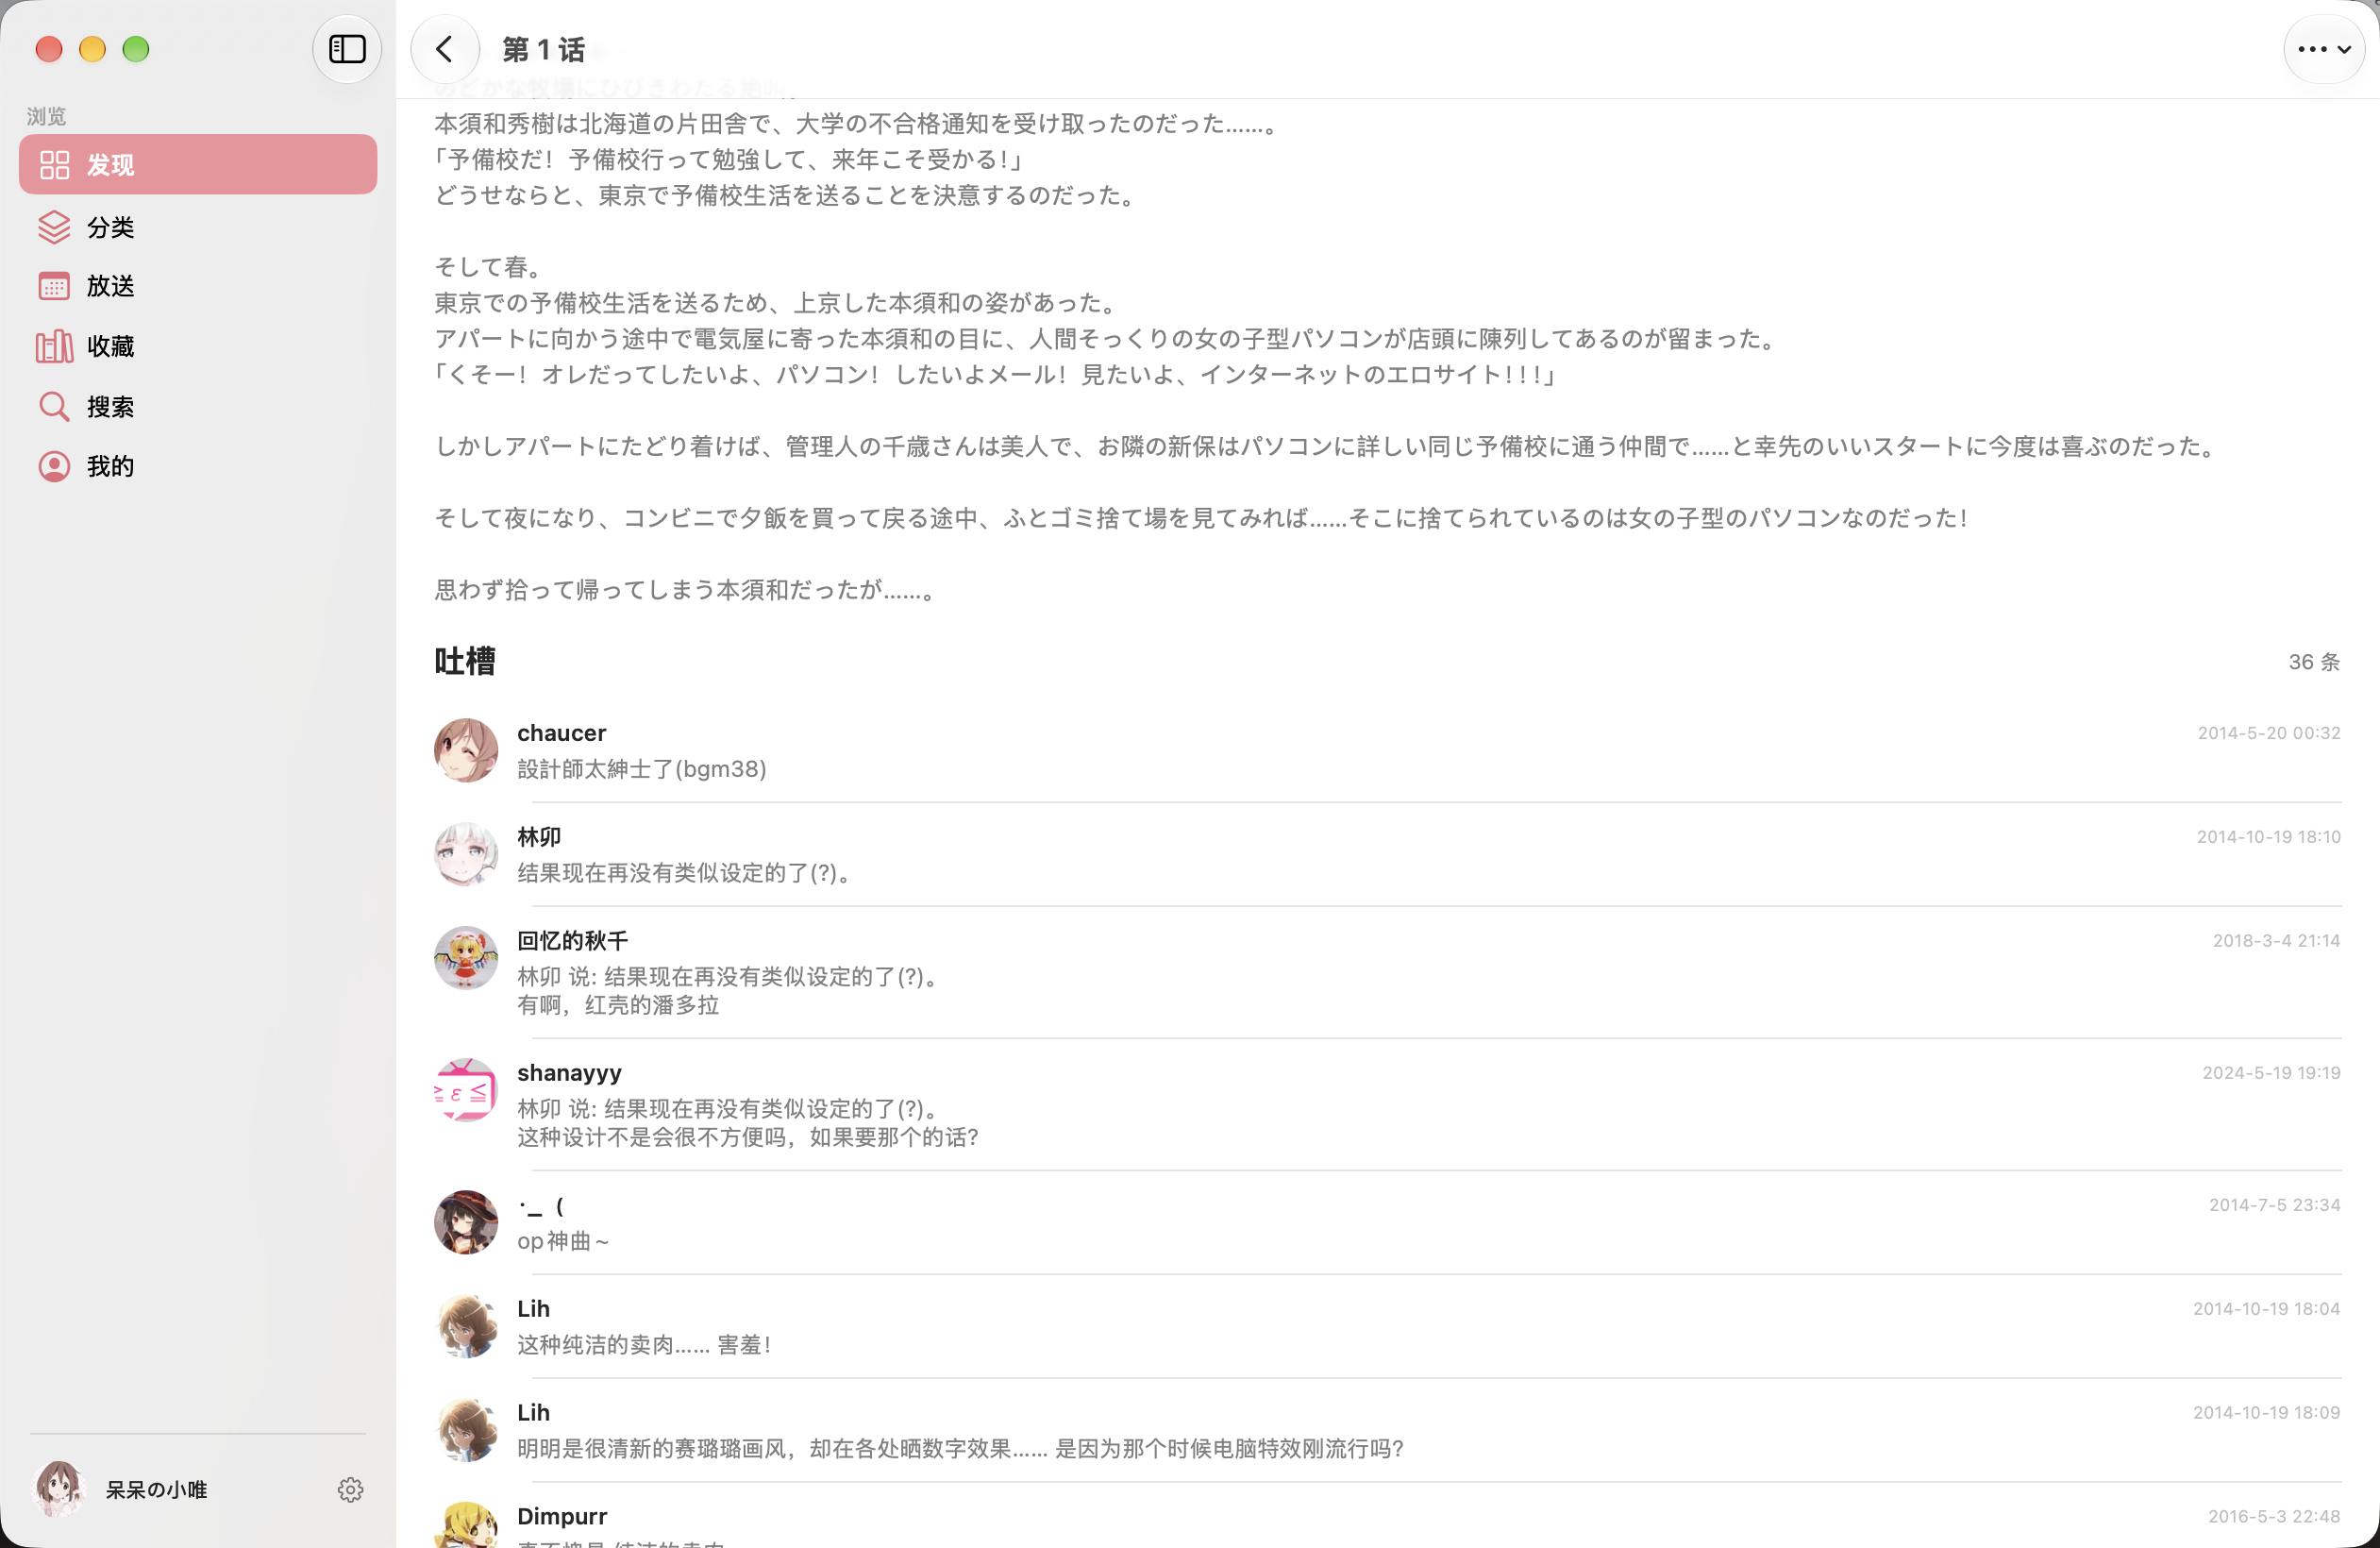 第 1 话
浏览
发现
分类
放送
收藏
搜索
我的
呆呆の小唯
のどかな牧場にひびきわたる絶叫
本須和秀樹は北海道の片田舎で、大学の不合格通知を受け取ったのだった……。
「予備校だ！予備校行って勉強して、来年こそ受かる！」
どうせならと、東京で予備校生活を送ることを決意するのだった。
そして春。
東京での予備校生活を送るため、上京した本須和の姿があった。
アパートに向かう途中で電気屋に寄った本須和の目に、人間そっくりの女の子型パソコンが店頭に陳列してあるのが留まった。
「くそー！オレだってしたいよ、パソコン！したいよメール！見たいよ、インターネットのエロサイト！！！」
しかしアパートにたどり着けば、管理人の千歳さんは美人で、お隣の新保はパソコンに詳しい同じ予備校に通う仲間で……と幸先のいいスタートに今度は喜ぶのだった。
そして夜になり、コンビニで夕飯を買って戻る途中、ふとゴミ捨て場を見てみれば……そこに捨てられているのは女の子型のパソコンなのだった！
思わず拾って帰ってしまう本須和だったが……。
吐槽
36 条
chaucer
2014-5-20 00:32
設計師太紳士了(bgm38)
林卯
2014-10-19 18:10
结果现在再没有类似设定的了(?)。
回忆的秋千
2018-3-4 21:14
林卯 说: 结果现在再没有类似设定的了(?)。
有啊，红壳的潘多拉
shanayyy
2024-5-19 19:19
林卯 说: 结果现在再没有类似设定的了(?)。
这种设计不是会很不方便吗，如果要那个的话？
·_（
2014-7-5 23:34
op神曲～
Lih
2014-10-19 18:04
这种纯洁的卖肉…… 害羞！
Lih
2014-10-19 18:09
明明是很清新的赛璐璐画风，却在各处晒数字效果…… 是因为那个时候电脑特效刚流行吗？
Dimpurr
2016-5-3 22:48